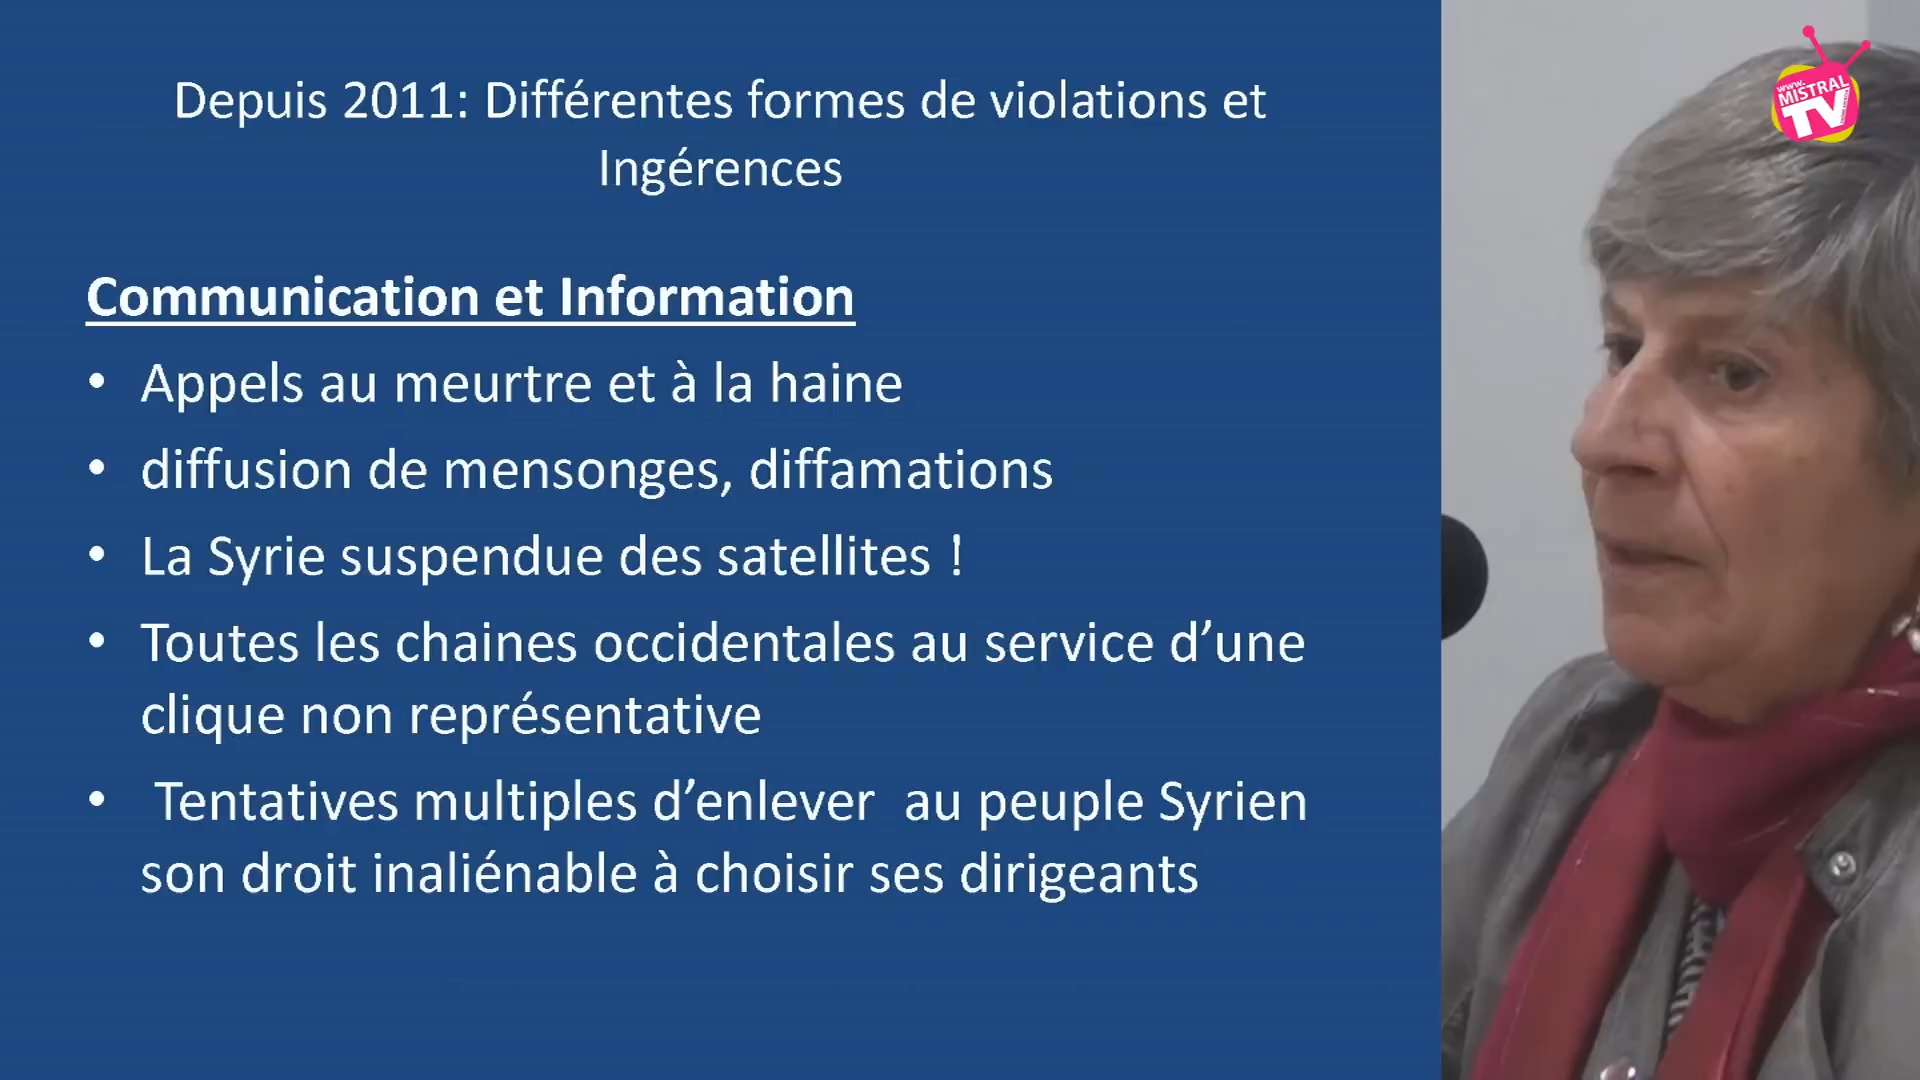 Depuis 2011: Différentes formes de violations et
Ingérences
Communication et Information
• Appels au meurtre et à la haine
• diffusion de mensonges, diffamations
• La Syrie suspendue des satellites !
• Toutes les chaines occidentales au service d’une
clique non représentative
• Tentatives multiples d’enlever au peuple Syrien
son droit inaliénable à choisir ses dirigeants
www.
MISTRAL
TV